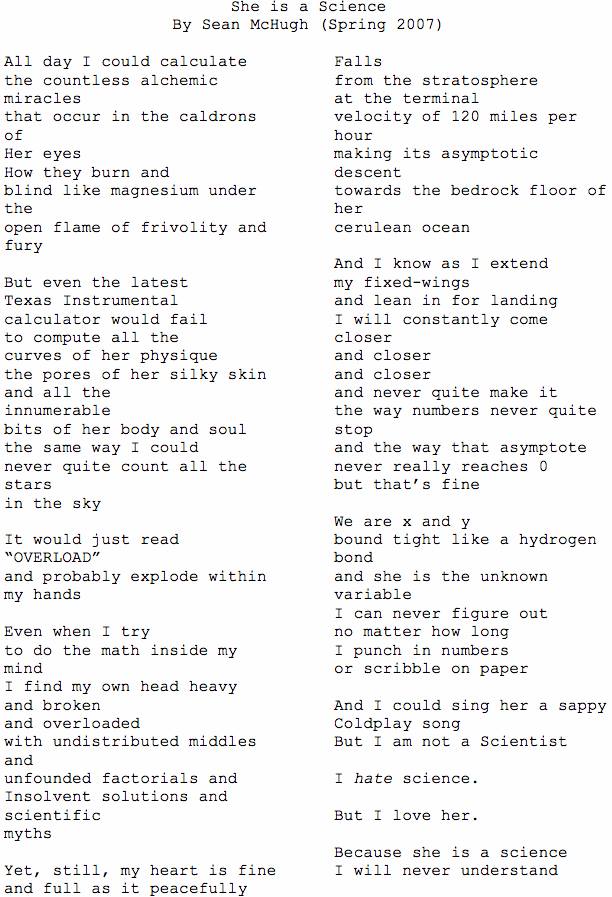 She is a Science
By Sean McHugh (Spring 2007)
All day I could calculate
the countless alchemic
miracles
that occur in the caldrons
of
Her eyes
How they burn and
blind like magnesium under
the
open flame of frivolity and
fury
But even the latest
Texas Instrumental
calculator would fail
to compute all the
curves of her physique
the pores of her silky skin
and all the
innumerable
bits of her body and soul
the same way I could
never quite count all the
stars
in the sky
It would just read
“OVERLOAD”
and probably explode within
my hands
Even when I try
to do the math inside my
mind
I find my own head heavy
and broken
and overloaded
with undistributed middles
and
unfounded factorials and
Insolvent solutions and
scientific
myths
Yet, still, my heart is fine
and full as it peacefully
Falls
from the stratosphere
at the terminal
velocity of 120 miles per
hour
making its asymptotic
descent
towards the bedrock floor of
her
cerulean ocean
And I know as I extend
my fixed-wings
and lean in for landing
I will constantly come
closer
and closer
and closer
and never quite make it
the way numbers never quite
stop
and the way that asymptote
never really reaches 0
but that’s fine
We are x and y
bound tight like a hydrogen
bond
and she is the unknown
variable
I can never figure out
no matter how long
I punch in numbers
or scribble on paper
And I could sing her a sappy
Coldplay song
But I am not a Scientist
I hate science.
But I love her.
Because she is a science
I will never understand